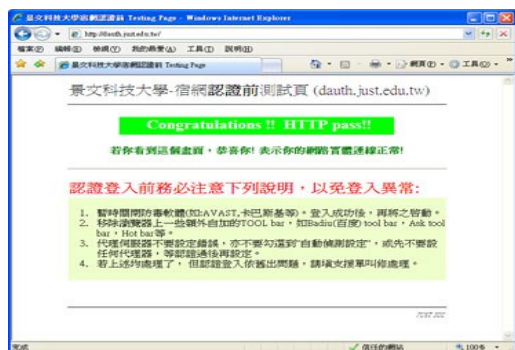 景文科技大學宿網認證前 Testing Page - Windows Internet Explorer
http://dauth.just.edu.tw/
檔案(F) 編輯(E) 檢視(V) 我的最愛(A) 工具(T) 說明(H)
景文科技大學宿網認證前 Testing Page
網頁(P) 工具(O)
景文科技大學-宿網認證前測試頁 (dauth.just.edu.tw)
Congratulations !! HTTP pass!!
若你看到這個畫面，恭喜你! 表示你的網路實體連線正常!
認證登入前務必注意下列說明，以免登入異常:
1. 暫時關閉防毒軟體(如:AVAST,卡巴斯基等)。登入成功後，再將之啟動。
2. 移除瀏覽器上一些額外自加的TOOL bar，如Badiu(百度) tool bar，Ask tool
bar，Hot bar等。
3. 代理伺服器不要設定錯誤，亦不要勾選到"自動偵測設定"，或先不要設
任何代理器，等認證過後再設定。
4. 若上述均處理了，但認證登入依舊出問題，請填支援單叫修處理。
完成 信任的網站 100%